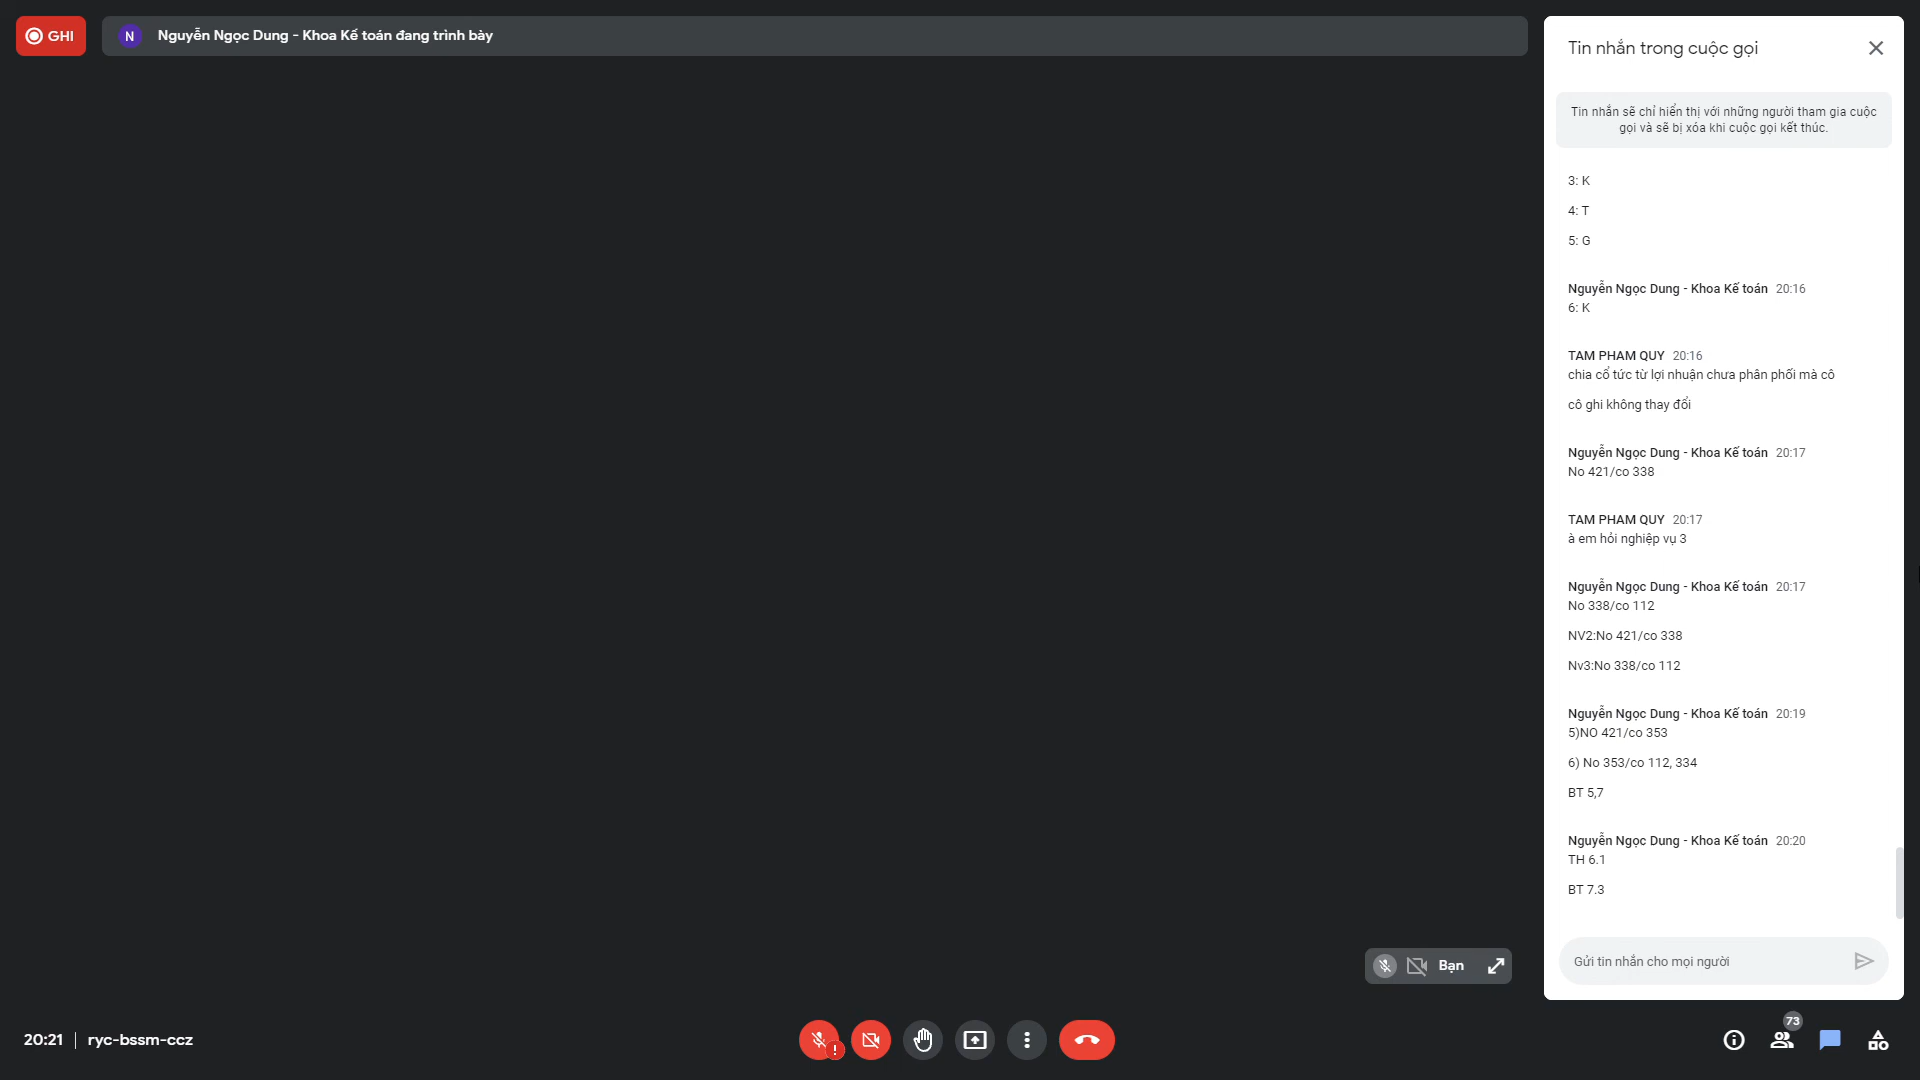 GHI
N
Nguyễn Ngọc Dung - Khoa Kế toán đang trình bày
Tin nhắn trong cuộc gọi
Tin nhắn sẽ chỉ hiển thị với những người tham gia cuộc
gọi và sẽ bị xóa khi cuộc gọi kết thúc.
3: K
4: T
5: G
Nguyễn Ngọc Dung - Khoa Kế toán 20:16
6: K
TAM PHAM QUY 20:16
chia cổ tức từ lợi nhuận chưa phân phối mà cô
cô ghi không thay đổi
Nguyễn Ngọc Dung - Khoa Kế toán 20:17
No 421/co 338
TAM PHAM QUY 20:17
à em hỏi nghiệp vụ 3
Nguyễn Ngọc Dung - Khoa Kế toán 20:17
No 338/co 112
NV2:No 421/co 338
Nv3:No 338/co 112
Nguyễn Ngọc Dung - Khoa Kế toán 20:19
5)NO 421/co 353
6) No 353/co 112, 334
BT 5,7
Nguyễn Ngọc Dung - Khoa Kế toán 20:20
TH 6.1
BT 7.3
Gửi tin nhắn cho mọi người
Bạn
20:21 | ryc-bssm-ccz
!
73